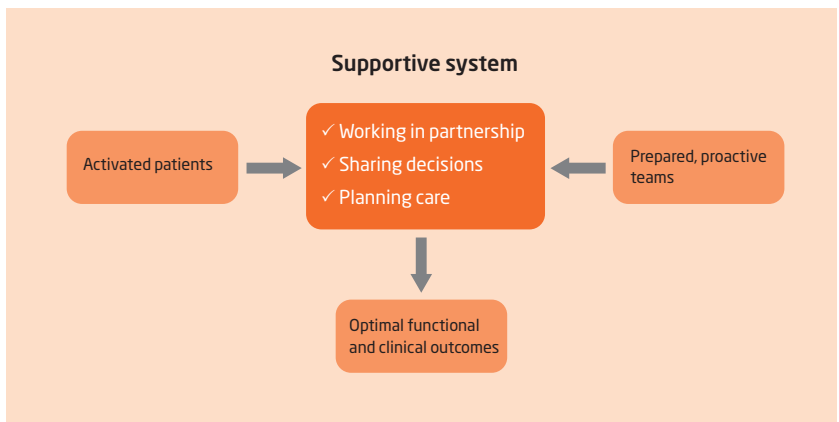 Supportive system
✓ Working in partnership
✓ Sharing decisions
✓ Planning care
Activated patients
Prepared, proactive
teams
Optimal functional
and clinical outcomes